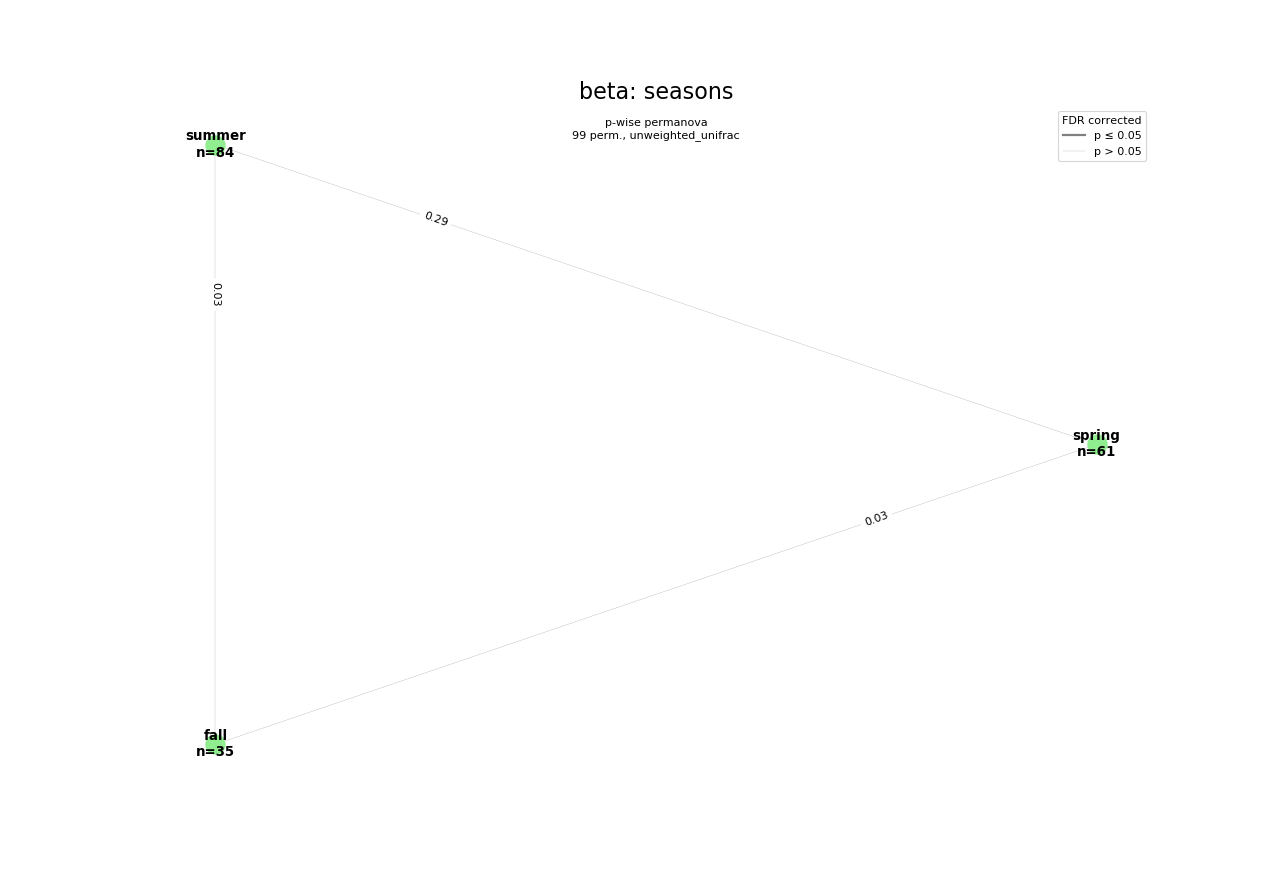 beta: seasons
p-wise permanova
99 perm., unweighted_unifrac
FDR corrected
p ≤ 0.05
p > 0.05
summer
n=84
0.29
0.03
spring
n=61
0.03
fall
n=35